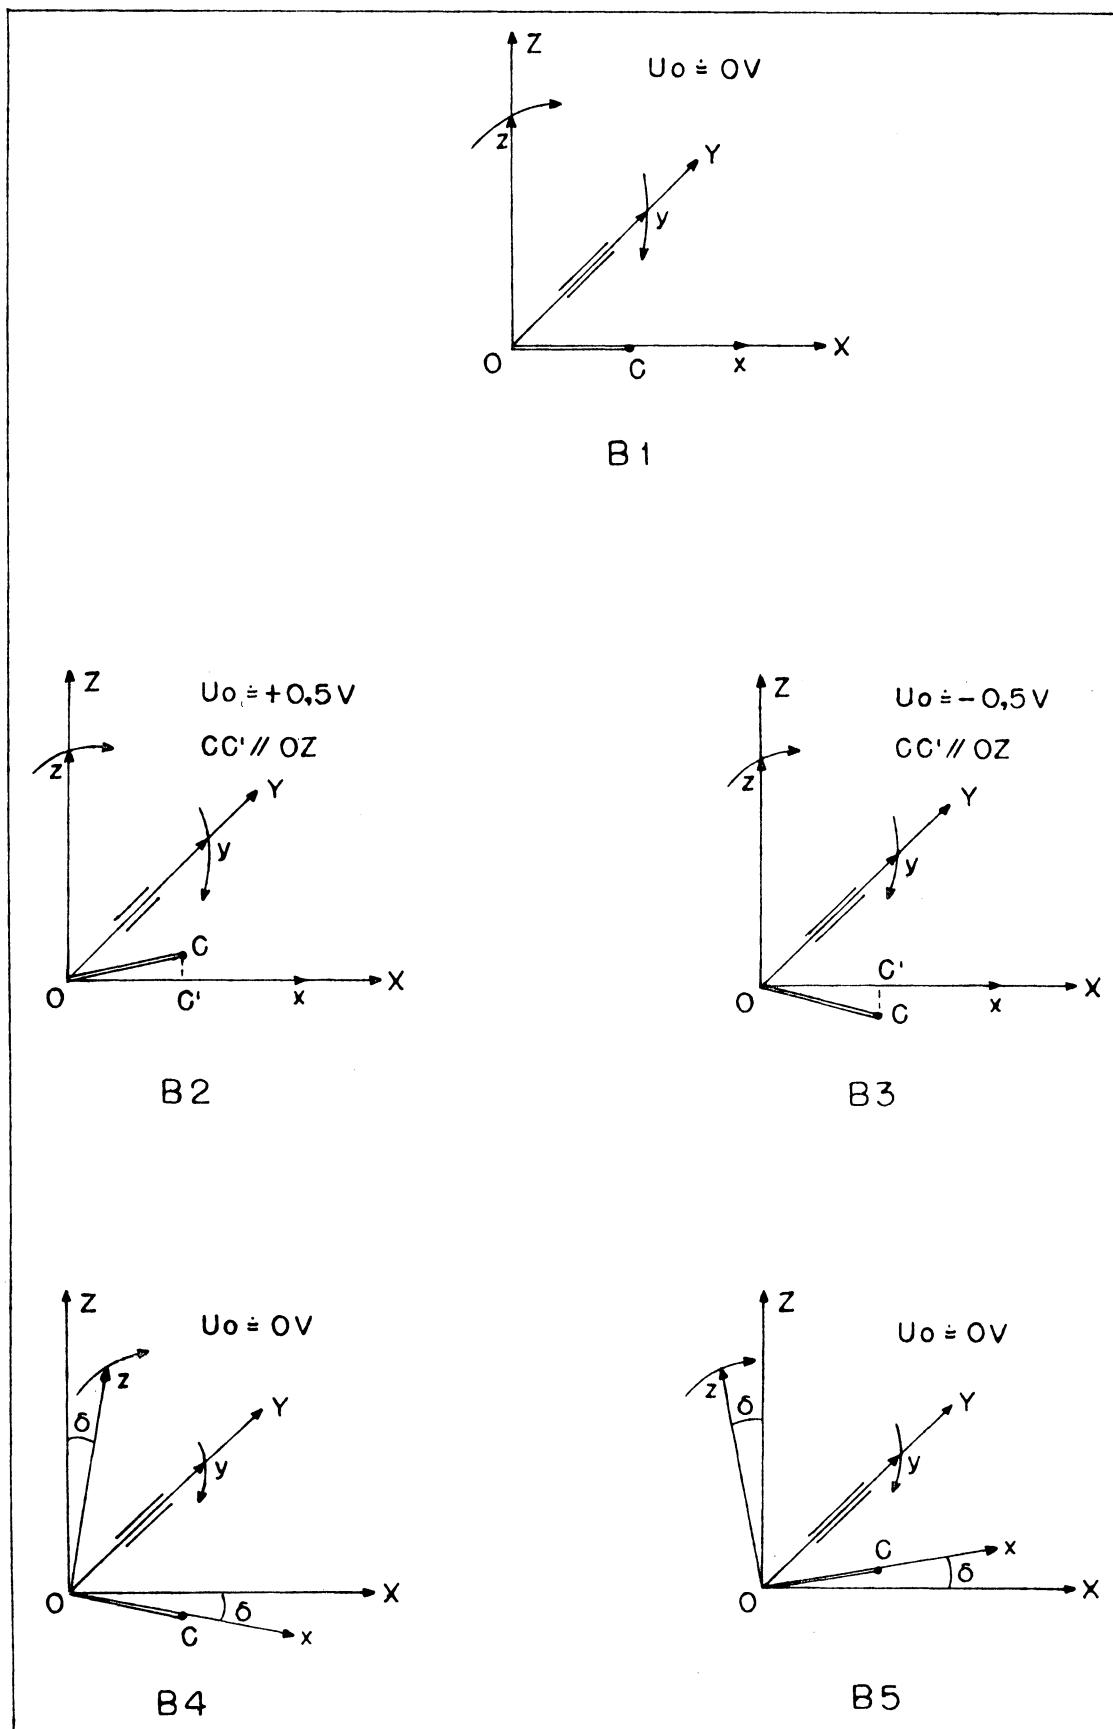 Z
Uo ≐ 0V
z
Y
y
O
C
x
X
B1
Z
Uo ≐ +0,5V
CC' // OZ
z
Y
y
C
O
C'
x
X
B2
Z
Uo ≐ -0,5V
CC' // OZ
z
Y
y
C'
O
C
x
X
B3
Z
Uo ≐ 0V
z
δ
Y
y
O
X
δ
C
x
B4
Z
Uo ≐ 0V
z
δ
Y
y
C
x
O
δ
X
B5